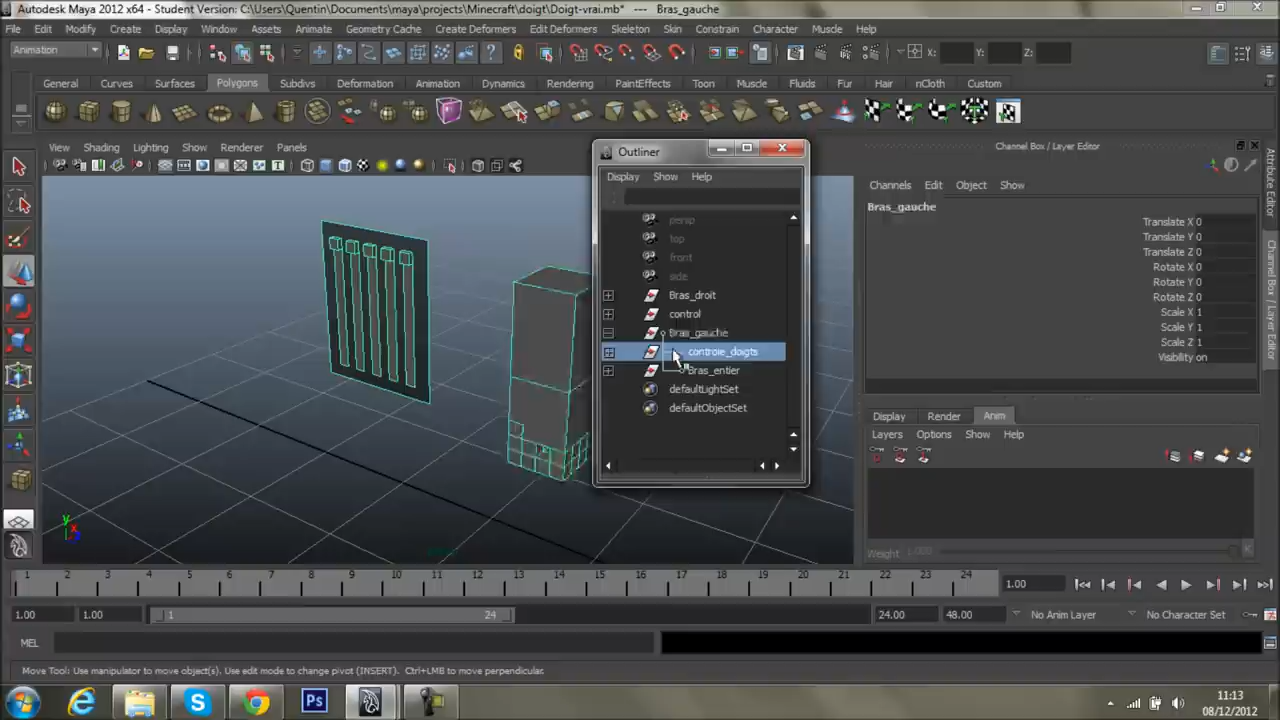 Autodesk Maya 2012 x64 - Student Version: C:\Users\Quentin\Documents\maya\projects\Minecraft\doigt\Doigt-vrai.mb* --- Bras_gauche
File Edit Modify Create Display Window Assets Animate Geometry Cache Create Deformers Edit Deformers Skeleton Skin Constrain Character Muscle Help
Animation X: Y: Z:
General Curves Surfaces Polygons Subdivs Deformation Animation Dynamics Rendering PaintEffects Toon Muscle Fluids Fur Hair nCloth Custom
View Shading Lighting Show Renderer Panels
Outliner
Display Show Help
persp
top
front
side
Bras_droit
control
Bras_gauche
controle_doigts
Bras_entier
defaultLightSet
defaultObjectSet
Channel Box / Layer Editor
Channels Edit Object Show
Bras_gauche
Translate X 0
Translate Y 0
Translate Z 0
Rotate X 0
Rotate Y 0
Rotate Z 0
Scale X 1
Scale Y 1
Scale Z 1
Visibility on
Display Render Anim
Layers Options Show Help
Weight 1.000 K
Attribute Editor
Channel Box / Layer Editor
y x z
1 2 3 4 5 6 7 8 9 10 11 12 13 14 15 16 17 18 19 20 21 22 23 24 1.00
1.00 1.00 1 24 24.00 48.00 No Anim Layer No Character Set
MEL
Move Tool: Use manipulator to move object(s). Use edit mode to change pivot (INSERT). Ctrl+LMB to move perpendicular.
Ps
11:13
08/12/2012